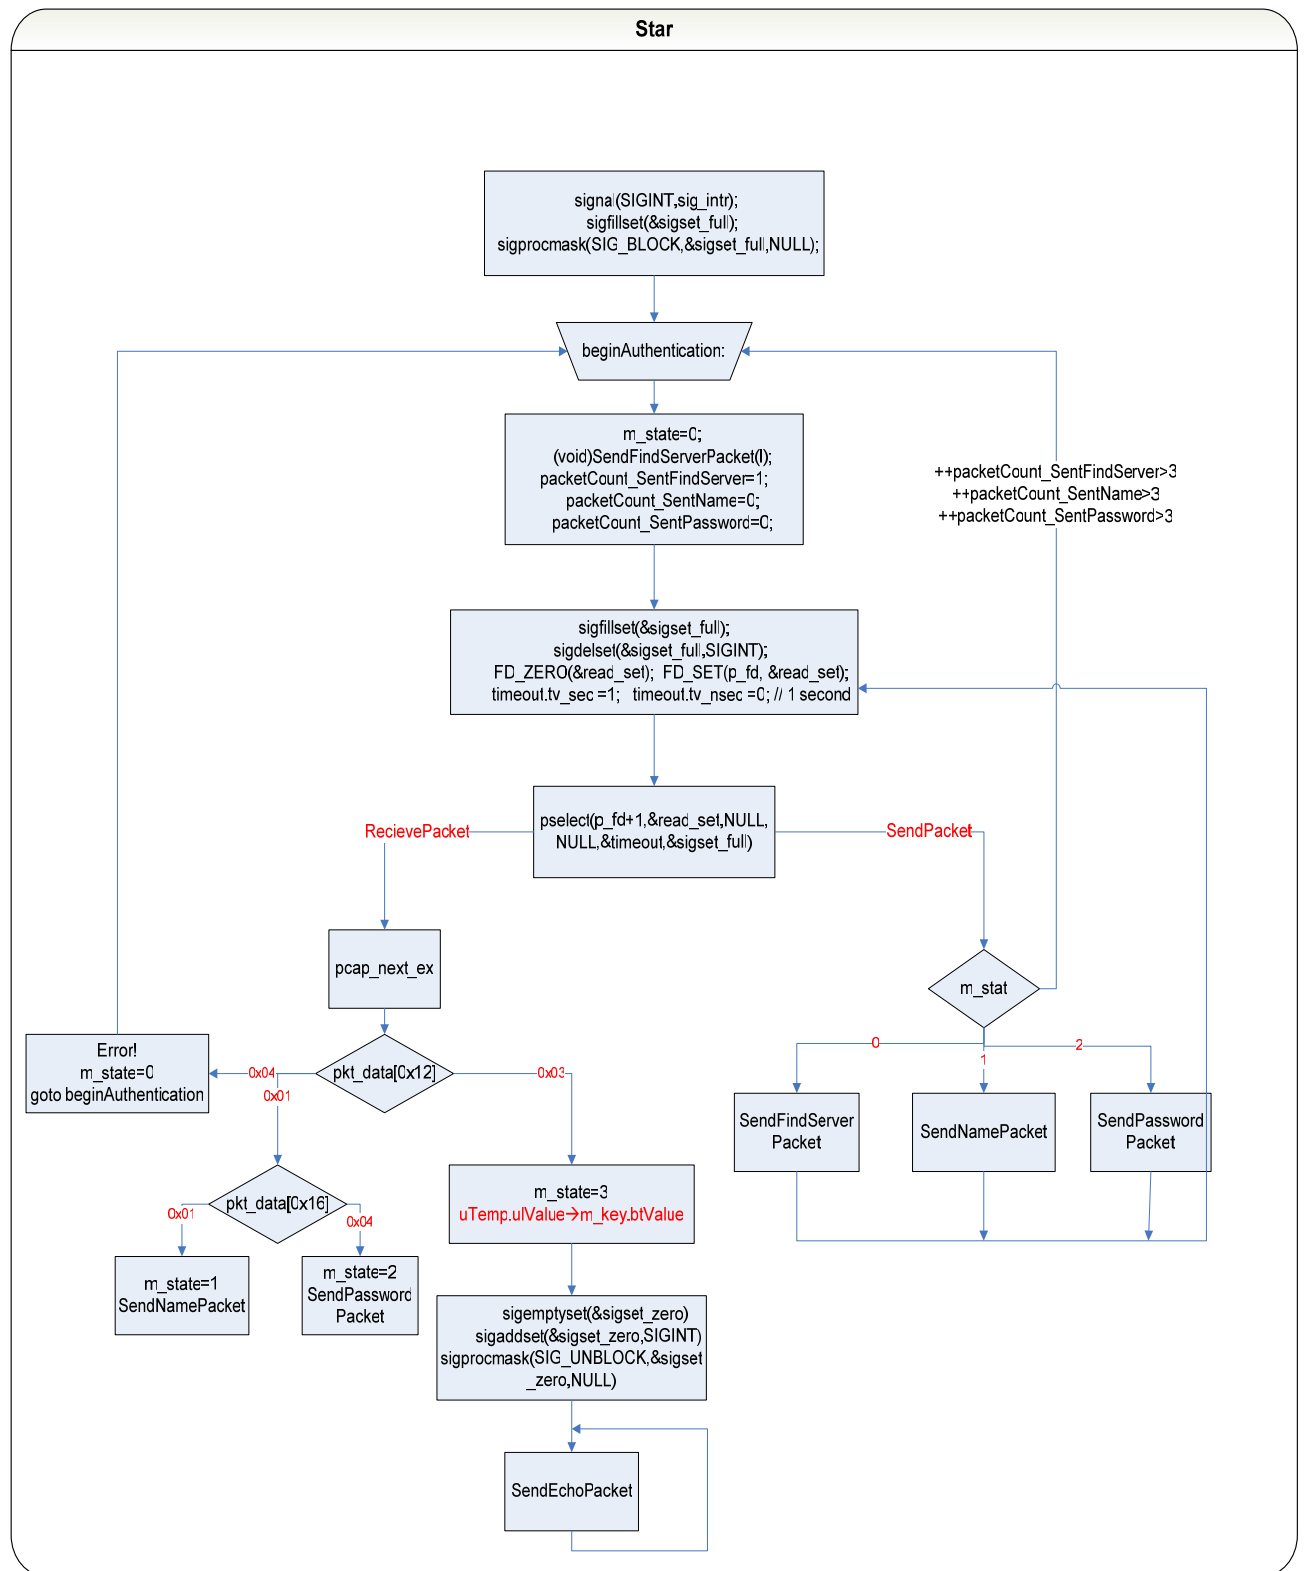 Star
signal(SIGINT,sig_intr);
sigfillset(&sigset_full);
sigprocmask(SIG_BLOCK,&sigset_full,NULL);
beginAuthentication:
m_state=0;
(void)SendFindServerPacket(l);
packetCount_SentFindServer=1;
packetCount_SentName=0;
packetCount_SentPassword=0;
++packetCount_SentFindServer>3
++packetCount_SentName>3
++packetCount_SentPassword>3
sigfillset(&sigset_full);
sigdelset(&sigset_full,SIGINT);
FD_ZERO(&read_set); FD_SET(p_fd, &read_set);
timeout.tv_sec =1; timeout.tv_nsec =0; // 1 second
pselect(p_fd+1,&read_set,NULL,
NULL,&timeout,&sigset_full)
RecievePacket
SendPacket
pcap_next_ex
m_stat
Error!
m_state=0
goto beginAuthentication
pkt_data[0x12]
0x04
0x01
0x03
0
1
2
SendFindServer
Packet
SendNamePacket
SendPassword
Packet
pkt_data[0x16]
0x01
0x04
m_state=3
uTemp.ulValue→m_key.btValue
m_state=1
SendNamePacket
m_state=2
SendPassword
Packet
sigemptyset(&sigset_zero)
sigaddset(&sigset_zero,SIGINT)
sigprocmask(SIG_UNBLOCK,&sigset
_zero,NULL)
SendEchoPacket